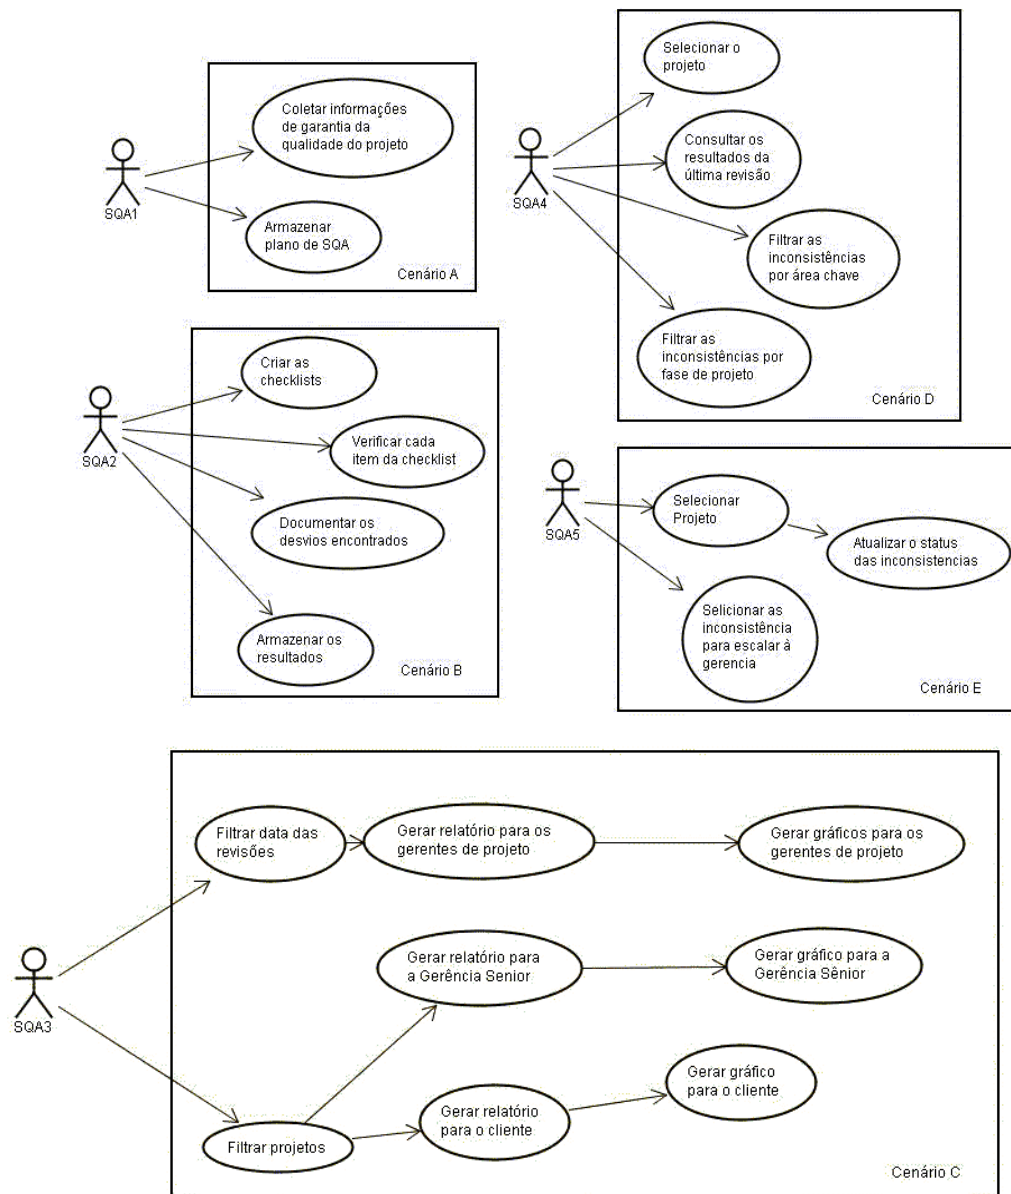 Coletar informações
de garantia da
qualidade do projeto
SQA1
Armazenar
plano de SQA
Cenário A
Selecionar o
projeto
Consultar os
resultados da
última revisão
SQA4
Filtrar as
inconsistências
por área chave
Filtrar as
inconsistências por
fase de projeto
Cenário D
Criar as
checklists
SQA2
Verificar cada
item da checklist
Documentar os
desvios encontrados
Armazenar os
resultados
Cenário B
Selecionar
Projeto
SQA5
Atualizar o status
das inconsistencias
Selicionar as
inconsistência
para escalar à
gerencia
Cenário E
Filtrar data das
revisões
Gerar relatório para os
gerentes de projeto
Gerar gráficos para os
gerentes de projeto
Gerar relatório para
a Gerência Senior
Gerar gráfico para a
Gerência Sênior
SQA3
Gerar gráfico
para o cliente
Gerar relatório
para o cliente
Filtrar projetos
Cenário C